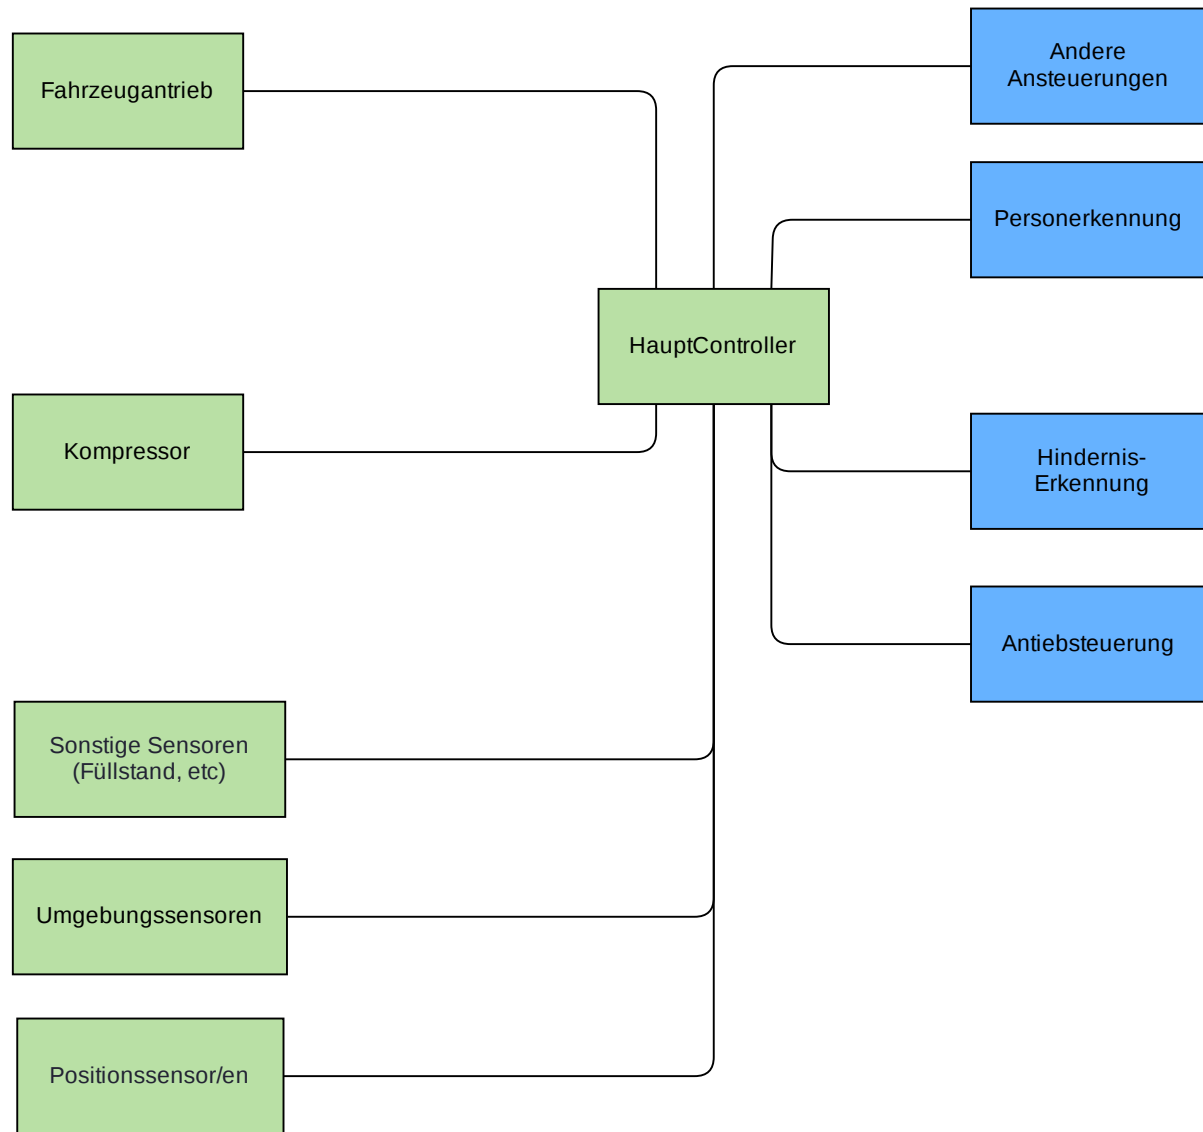 Fahrzeugantrieb
Andere
Ansteuerungen
Personerkennung
HauptController
Kompressor
Hindernis-
Erkennung
Antiebsteuerung
Sonstige Sensoren
(Füllstand, etc)
Umgebungssensoren
Positionssensor/en